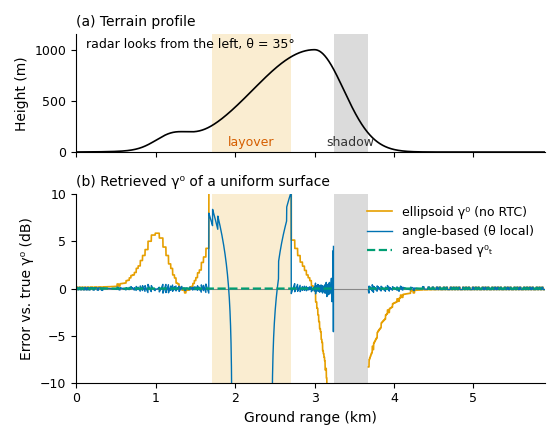 (a) Terrain profile
radar looks from the left, θ = 35°
Height (m)
1000
500
0
layover
shadow
(b) Retrieved γ⁰ of a uniform surface
Error vs. true γ⁰ (dB)
10
5
0
−5
−10
ellipsoid γ⁰ (no RTC)
angle-based (θ local)
area-based γ⁰ₜ
0 1 2 3 4 5
Ground range (km)